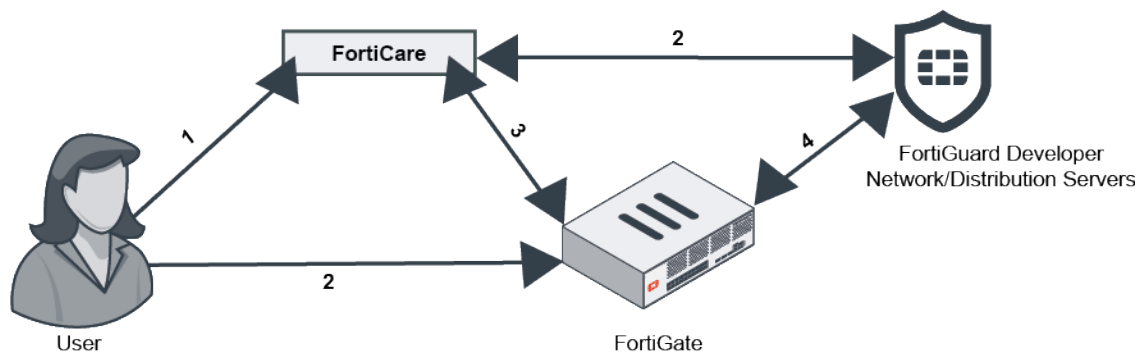 2
FortiCare
1
3
4
FortiGuard Developer
Network/Distribution Servers
2
User
FortiGate